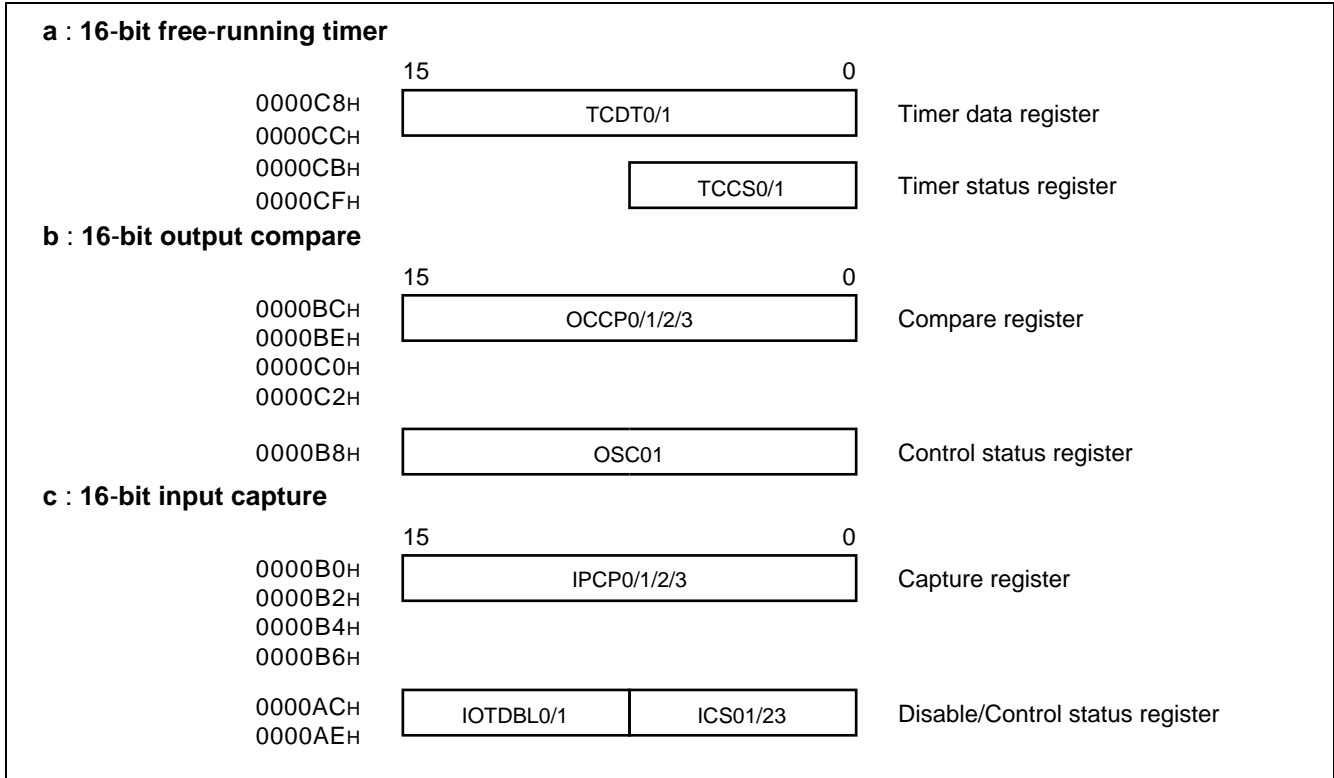 a : 16-bit free-running timer
15 0
0000C8H
TCDT0/1 Timer data register
0000CCH
0000CBH
TCCS0/1 Timer status register
0000CFH
b : 16-bit output compare
15 0
0000BCH
OCCP0/1/2/3 Compare register
0000BEH
0000C0H
0000C2H
0000B8H OSC01 Control status register
c : 16-bit input capture
15 0
0000B0H
IPCP0/1/2/3 Capture register
0000B2H
0000B4H
0000B6H
0000ACH
IOTDBL0/1 ICS01/23 Disable/Control status register
0000AEH